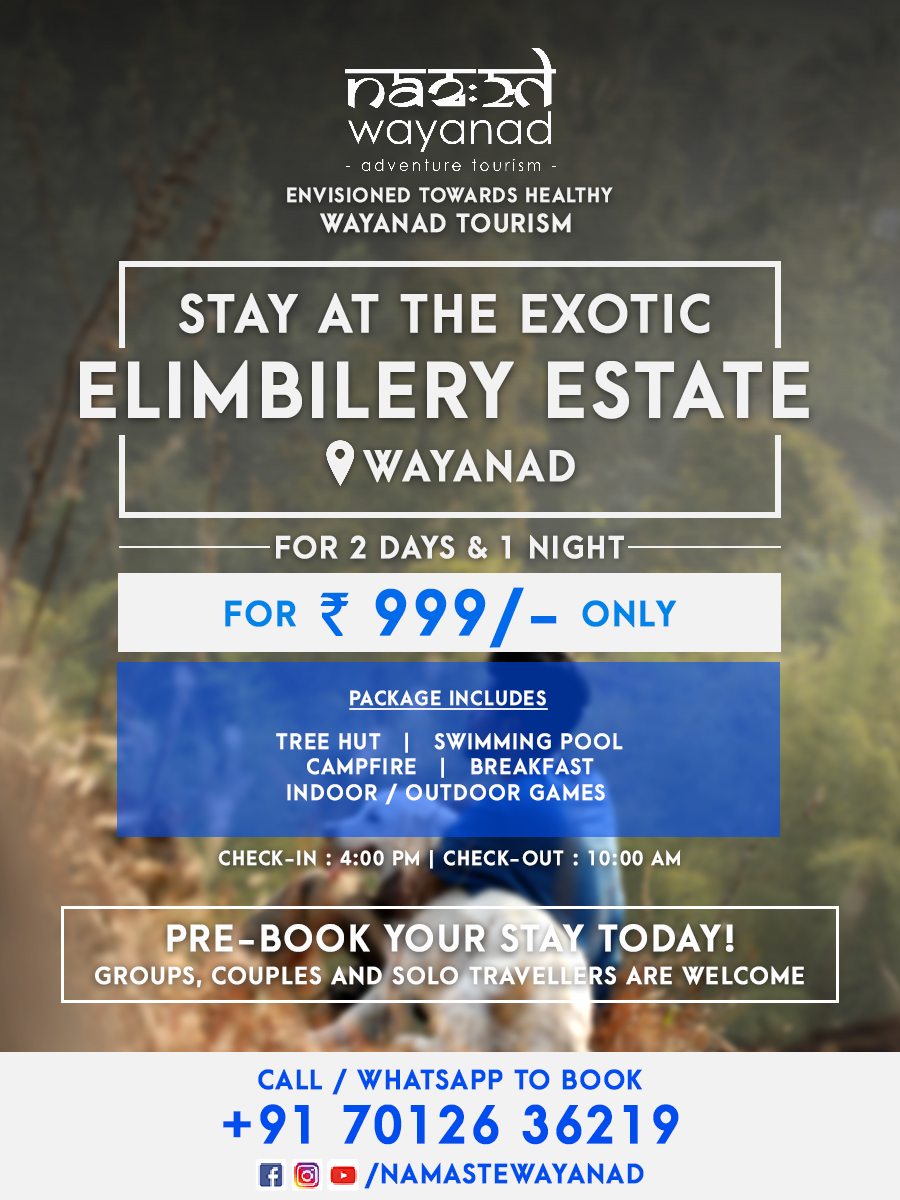 wayanad
- adventure tourism -
ENVISIONED TOWARDS HEALTHY
WAYANAD TOURISM
STAY AT THE EXOTIC
ELIMBILERY ESTATE
WAYANAD
FOR 2 DAYS & 1 NIGHT
FOR ₹ 999/- ONLY
PACKAGE INCLUDES
TREE HUT | SWIMMING POOL
CAMPFIRE | BREAKFAST
INDOOR / OUTDOOR GAMES
CHECK-IN : 4:00 PM | CHECK-OUT : 10:00 AM
PRE-BOOK YOUR STAY TODAY!
GROUPS, COUPLES AND SOLO TRAVELLERS ARE WELCOME
CALL / WHATSAPP TO BOOK
+91 70126 36219
/NAMASTEWAYANAD